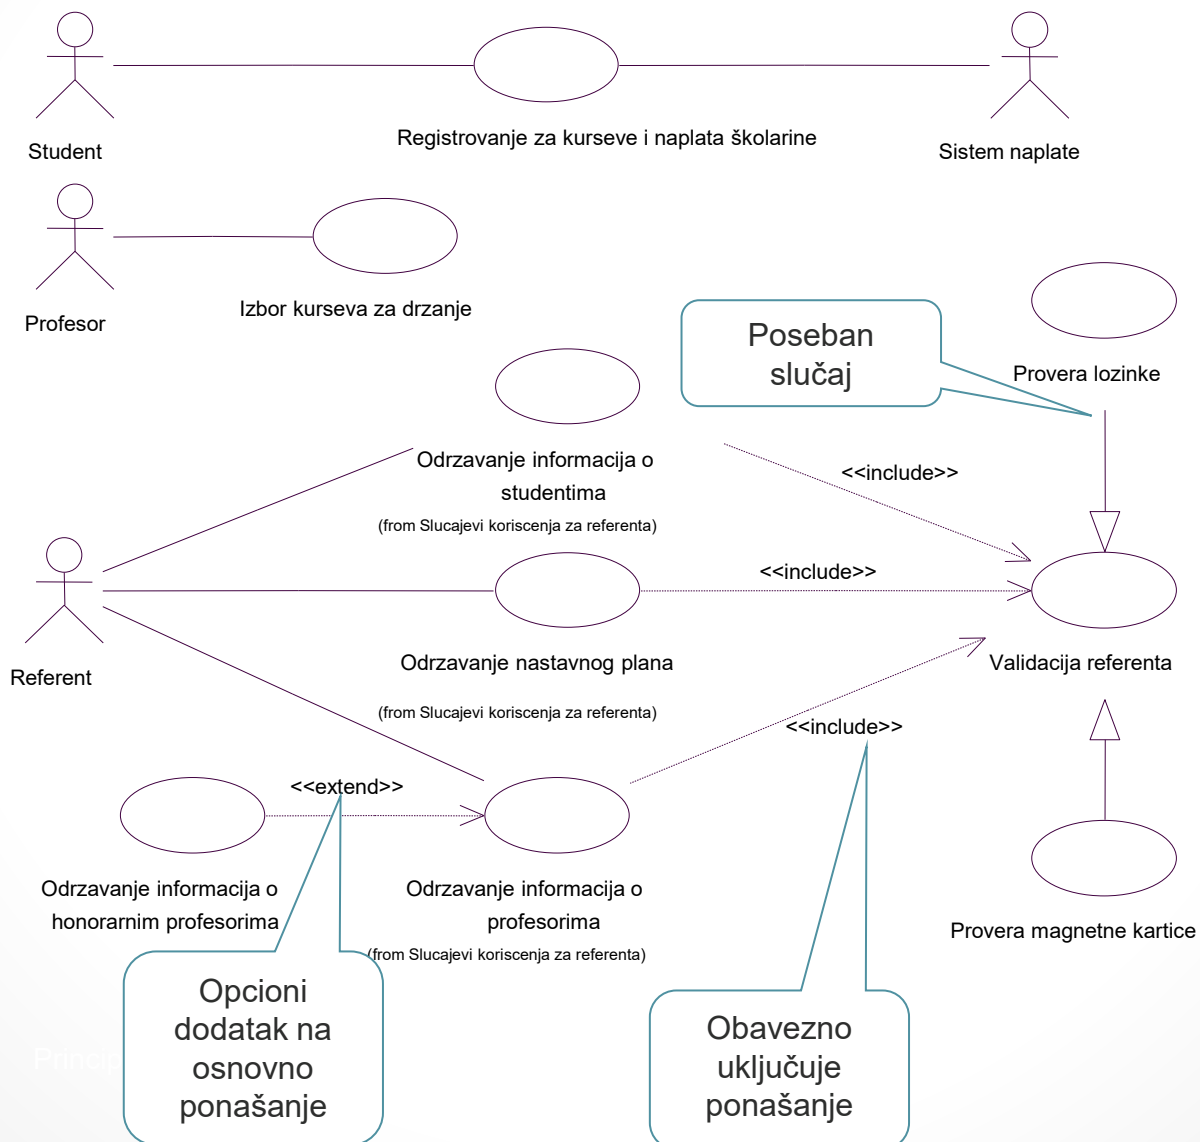 Student
Registrovanje za kurseve i naplata školarine
Sistem naplate
Profesor
Izbor kurseva za drzanje
Poseban
slučaj
Provera lozinke
Odrzavanje informacija o
studentima
(from Slucajevi koriscenja za referenta)
<<include>>
<<include>>
Referent
Odrzavanje nastavnog plana
(from Slucajevi koriscenja za referenta)
Validacija referenta
<<include>>
<<extend>>
Odrzavanje informacija o
honorarnim profesorima
Odrzavanje informacija o
profesorima
(from Slucajevi koriscenja za referenta)
Provera magnetne kartice
Opcioni
dodatak na
osnovno
ponašanje
Obavezno
uključuje
ponašanje